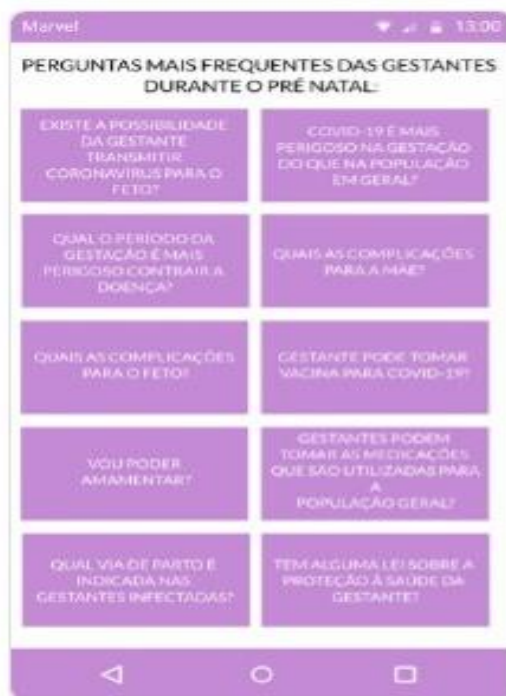 Marvel 13:00
PERGUNTAS MAIS FREQUENTES DAS GESTANTES
DURANTE O PRÉ NATAL:
EXISTE A POSSIBILIDADE
DA GESTANTE
TRANSMITIR
CORONAVÍRUS PARA O
FETO?
COVID-19 É MAIS
PERIGOSO NA GESTAÇÃO
DO QUE NA POPULAÇÃO
EM GERAL?
QUAL O PERÍODO DA
GESTAÇÃO É MAIS
PERIGOSO CONTRAIR A
DOENÇA?
QUAIS AS COMPLICAÇÕES
PARA A MÃE?
QUAIS AS COMPLICAÇÕES
PARA O FETO?
GESTANTE PODE TOMAR
VACINA PARA COVID-19?
VOU PODER
AMAMENTAR?
GESTANTES PODEM
TOMAR AS MEDICAÇÕES
QUE SÃO UTILIZADAS PARA
A
POPULAÇÃO GERAL?
QUAL VIA DE PARTO É
INDICADA NAS
GESTANTES INFECTADAS?
TEM ALGUMA LEI SOBRE A
PROTEÇÃO À SAÚDE DA
GESTANTE?